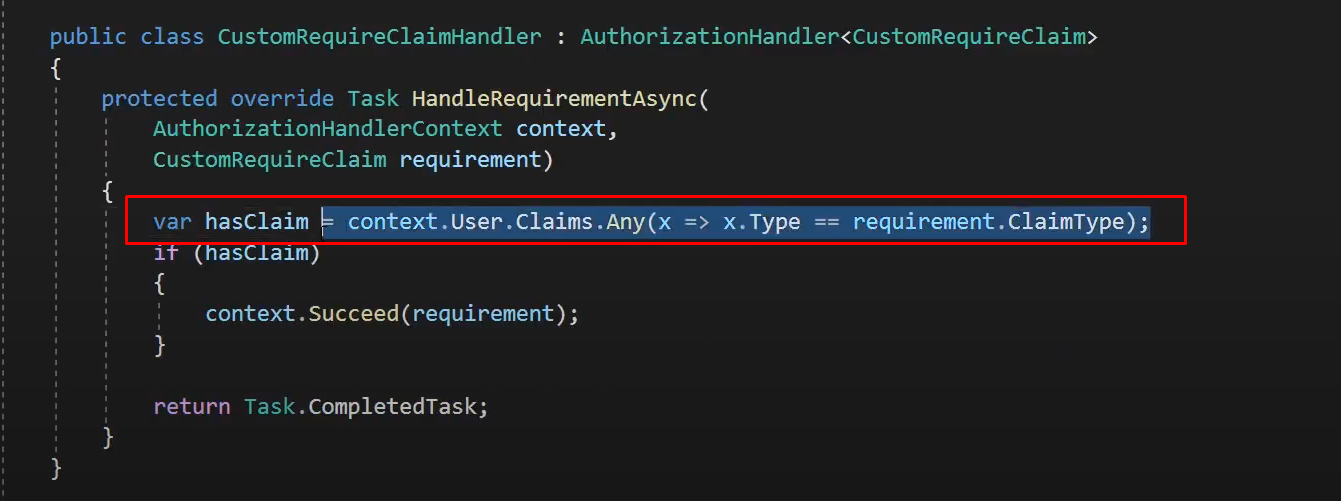 public class CustomRequireClaimHandler : AuthorizationHandler<CustomRequireClaim>
{
protected override Task HandleRequirementAsync(
AuthorizationHandlerContext context,
CustomRequireClaim requirement)
{
var hasClaim = context.User.Claims.Any(x => x.Type == requirement.ClaimType);
if (hasClaim)
{
context.Succeed(requirement);
}
return Task.CompletedTask;
}
}